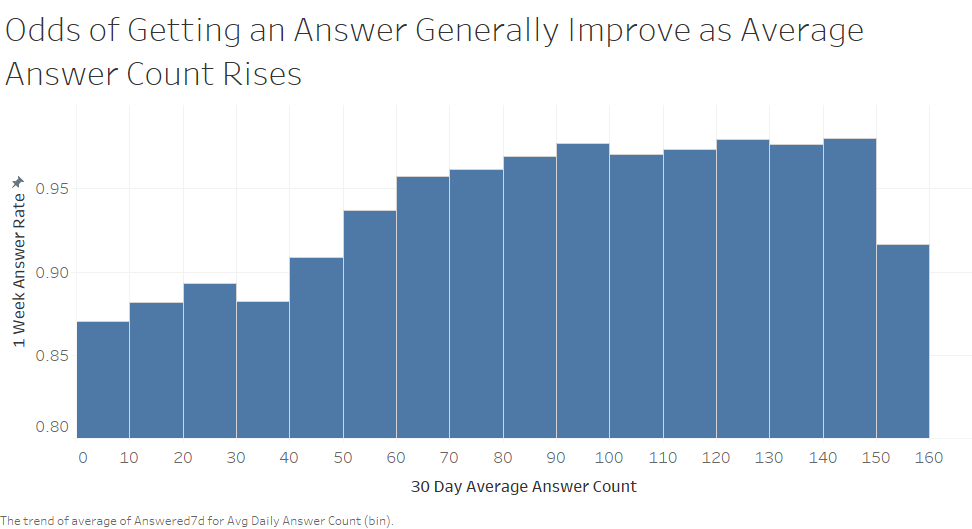 Odds of Getting an Answer Generally Improve as Average
Answer Count Rises
1 Week Answer Rate
0.95
0.90
0.85
0.80
0 10 20 30 40 50 60 70 80 90 100 110 120 130 140 150 160
30 Day Average Answer Count
The trend of average of Answered7d for Avg Daily Answer Count (bin).